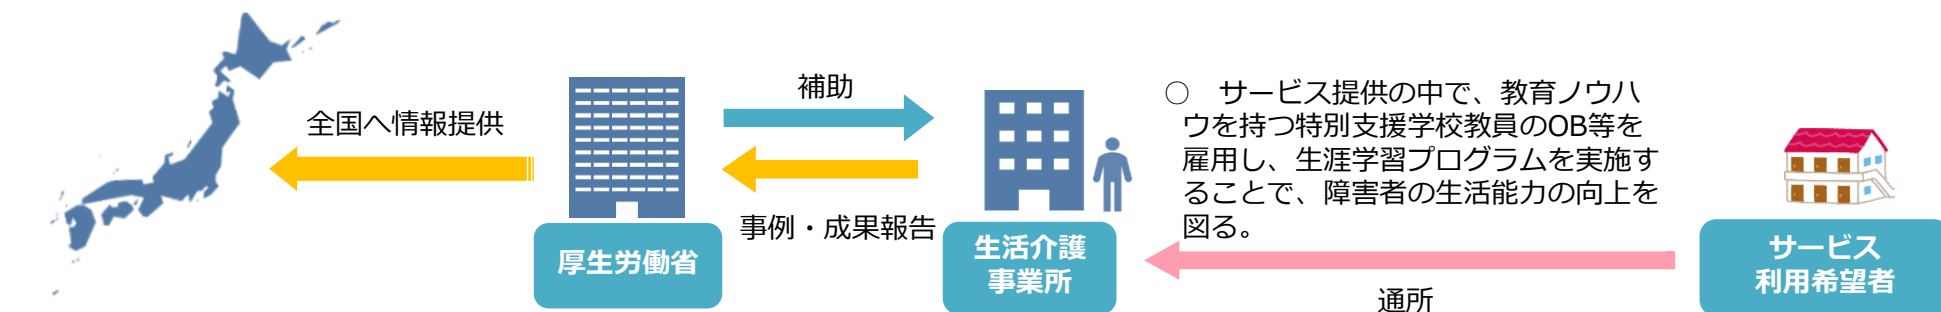 全国へ情報提供
厚生労働省
補助
事例・成果報告
生活介護
事業所
○　サービス提供の中で、教育ノウハ
ウを持つ特別支援学校教員のOB等を
雇用し、生涯学習プログラムを実施す
ることで、障害者の生活能力の向上を
図る。
通所
サービス
利用希望者